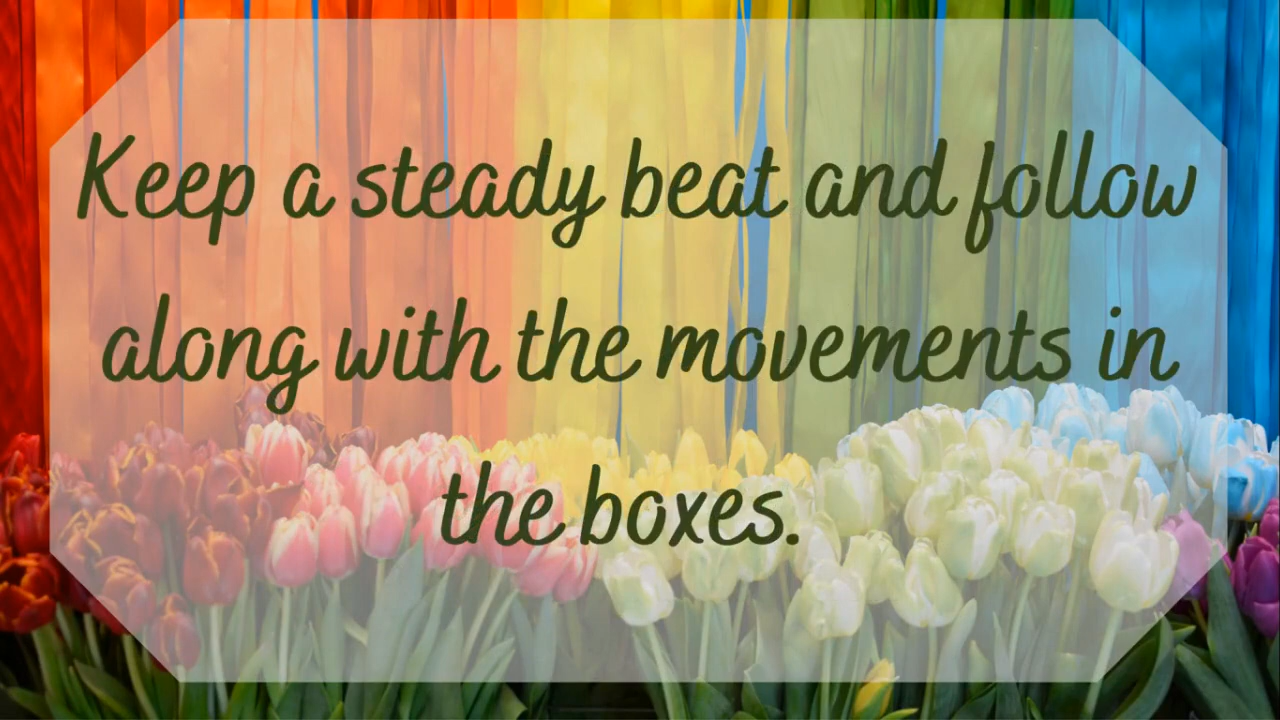 Keep a steady beat and follow
along with the movements in
the boxes.